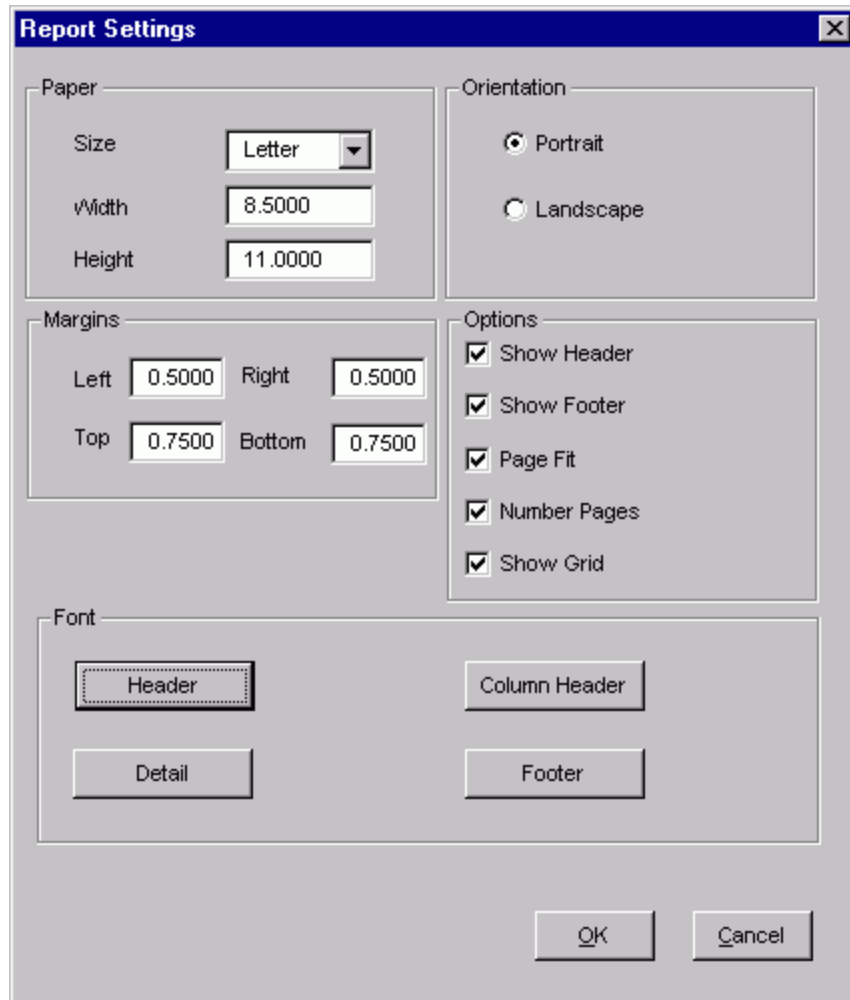 Report Settings
Paper
Size Letter
Width 8.5000
Height 11.0000
Orientation
Portrait
Landscape
Margins
Left 0.5000 Right 0.5000
Top 0.7500 Bottom 0.7500
Options
Show Header
Show Footer
Page Fit
Number Pages
Show Grid
Font
Header Column Header
Detail Footer
OK Cancel